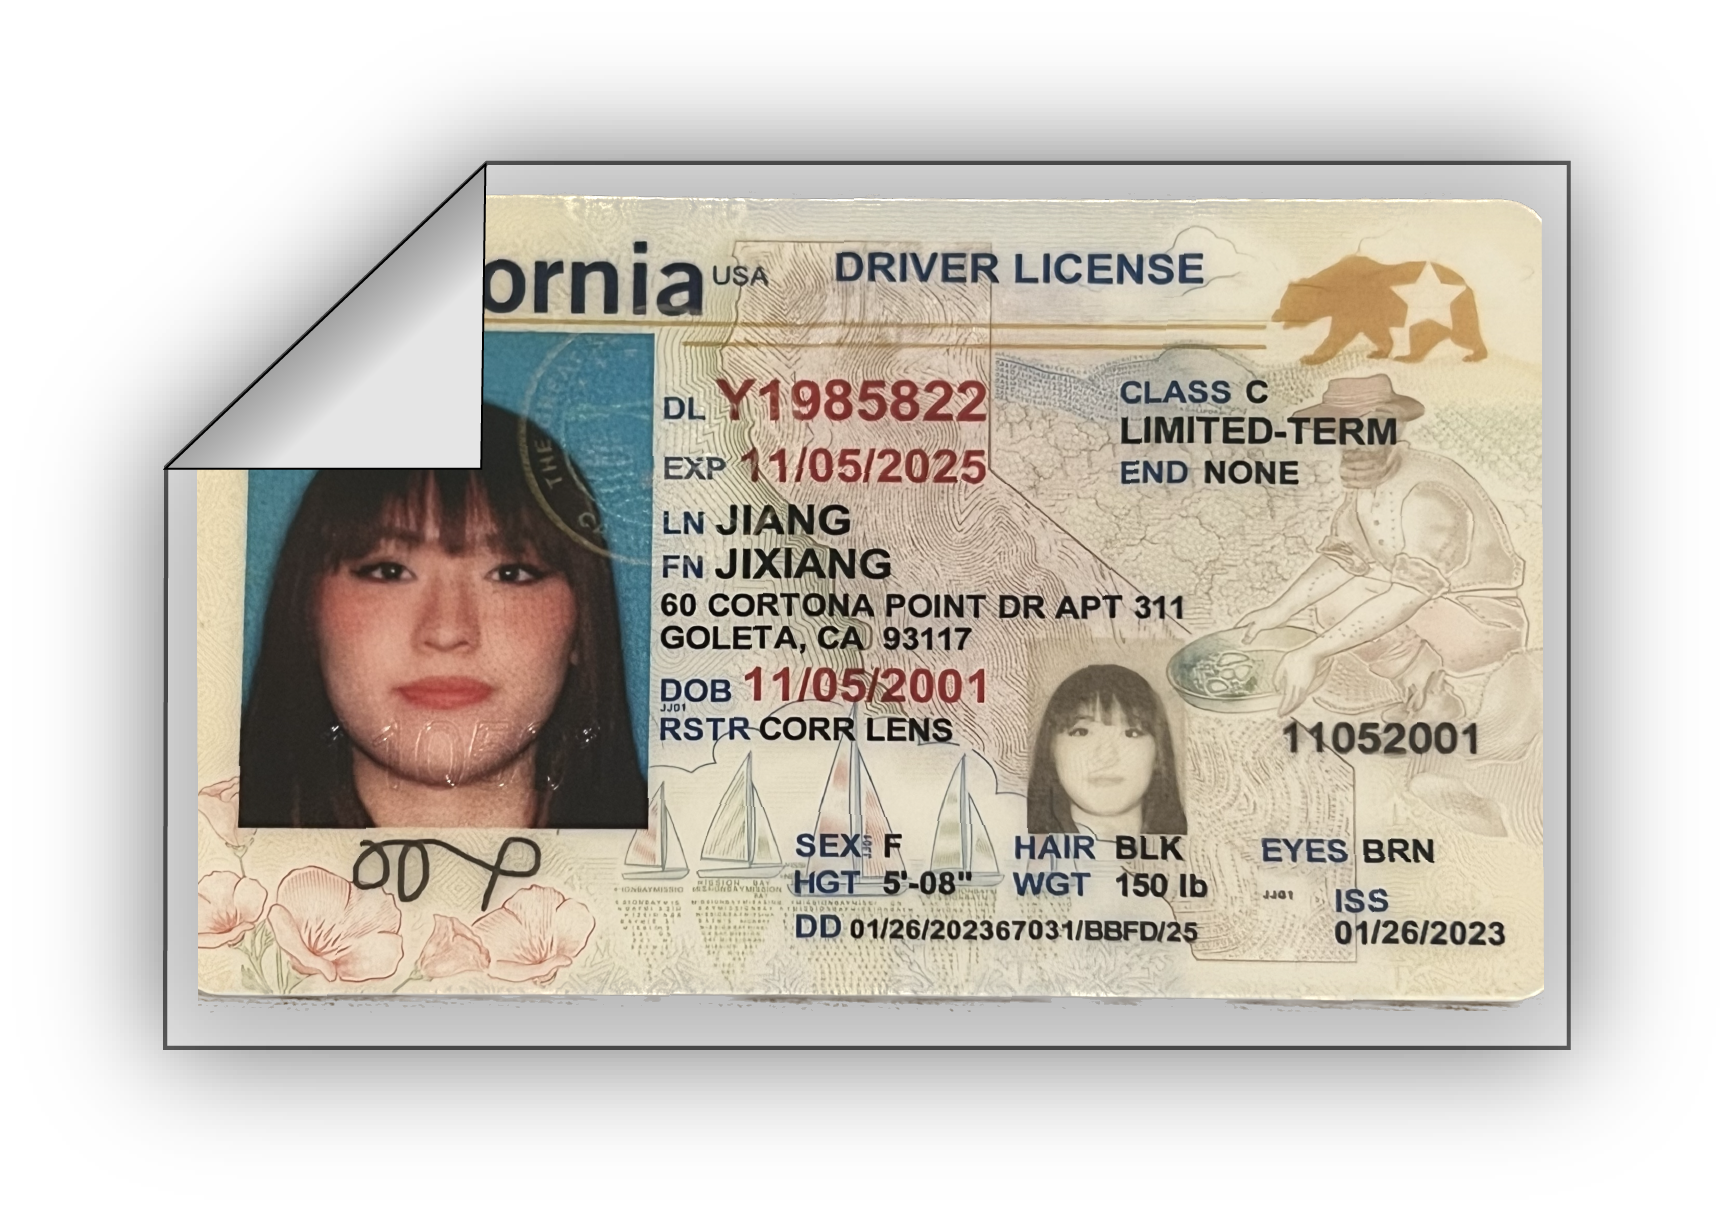 ornia USA DRIVER LICENSE
DL Y1985822
CLASS C
LIMITED-TERM
EXP 11/05/2025
END NONE
LN JIANG
FN JIXIANG
60 CORTONA POINT DR APT 311
GOLETA, CA 93117
DOB 11/05/2001
JJ01
RSTR CORR LENS
11052001
SEX F HAIR BLK EYES BRN
HGT 5'-08" WGT 150 lb
JJ01
ISS
DD 01/26/202367031/BBFD/25
01/26/2023